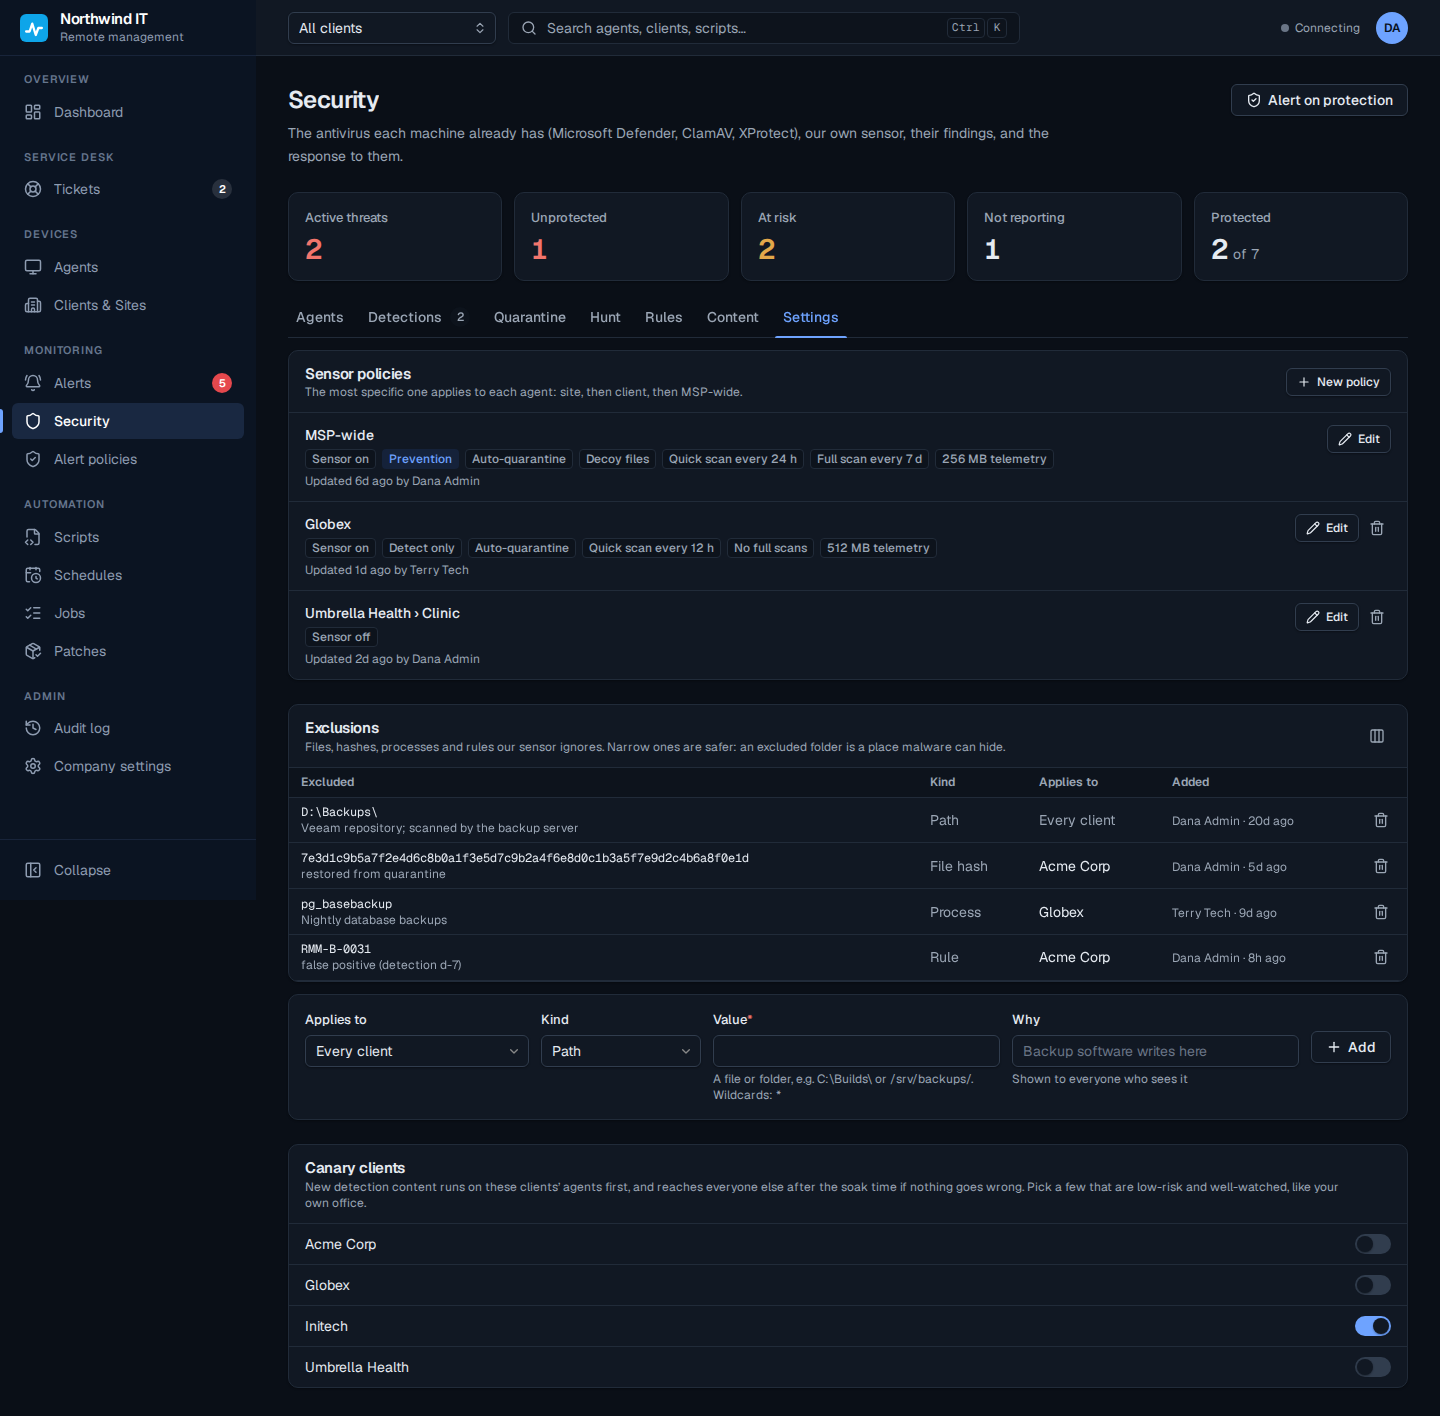 Northwind IT
Remote management
All clients
Search agents, clients, scripts...
Ctrl K
Connecting
DA
OVERVIEW
Dashboard
SERVICE DESK
Tickets 2
DEVICES
Agents
Clients & Sites
MONITORING
Alerts 5
Security
Alert policies
AUTOMATION
Scripts
Schedules
Jobs
Patches
ADMIN
Audit log
Company settings
Collapse
Security
Alert on protection
The antivirus each machine already has (Microsoft Defender, ClamAV, XProtect), our own sensor, their findings, and the
response to them.
Active threats
2
Unprotected
1
At risk
2
Not reporting
1
Protected
2 of 7
Agents Detections 2 Quarantine Hunt Rules Content Settings
Sensor policies
The most specific one applies to each agent: site, then client, then MSP-wide.
New policy
MSP-wide
Edit
Sensor on Prevention Auto-quarantine Decoy files Quick scan every 24 h Full scan every 7 d 256 MB telemetry
Updated 6d ago by Dana Admin
Globex
Edit
Sensor on Detect only Auto-quarantine Quick scan every 12 h No full scans 512 MB telemetry
Updated 1d ago by Terry Tech
Umbrella Health › Clinic
Edit
Sensor off
Updated 2d ago by Dana Admin
Exclusions
Files, hashes, processes and rules our sensor ignores. Narrow ones are safer: an excluded folder is a place malware can hide.
Excluded Kind Applies to Added
D:\Backups\
Veeam repository; scanned by the backup server
Path Every client Dana Admin · 20d ago
7e3d1c9b5a7f2e4d6c8b0a1f3e5d7c9b2a4f6e8d0c1b3a5f7e9d2c4b6a8f0e1d
restored from quarantine
File hash Acme Corp Dana Admin · 5d ago
pg_basebackup
Nightly database backups
Process Globex Terry Tech · 9d ago
RMM-B-0031
false positive (detection d-7)
Rule Acme Corp Dana Admin · 8h ago
Applies to Kind Value* Why
Every client Path Backup software writes here Add
A file or folder, e.g. C:\Builds\ or /srv/backups/.
Wildcards: *
Shown to everyone who sees it
Canary clients
New detection content runs on these clients' agents first, and reaches everyone else after the soak time if nothing goes wrong. Pick a few that are low-risk and well-watched, like your
own office.
Acme Corp
Globex
Initech
Umbrella Health